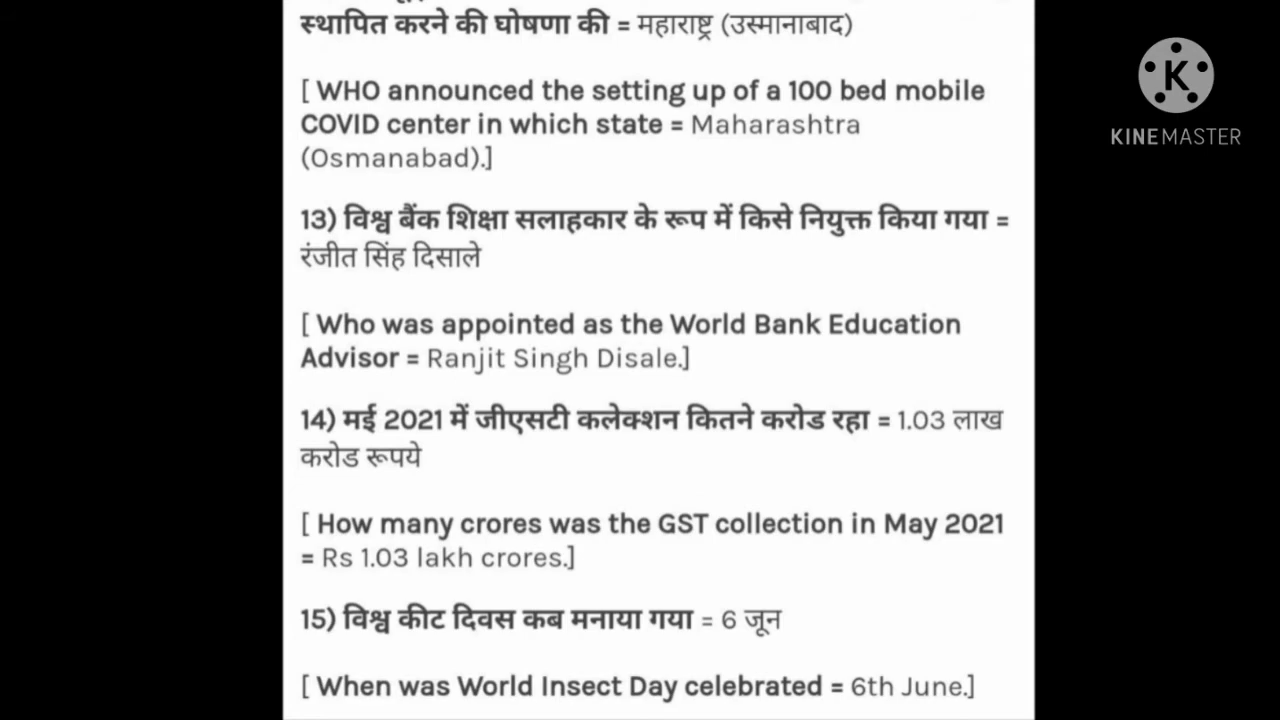 स्थापित करने की घोषणा की = महाराष्ट्र (उस्मानाबाद)
[ WHO announced the setting up of a 100 bed mobile
COVID center in which state = Maharashtra
(Osmanabad).]
13) विश्व बैंक शिक्षा सलाहकार के रूप में किसे नियुक्त किया गया =
रंजीत सिंह दिसाले
[ Who was appointed as the World Bank Education
Advisor = Ranjit Singh Disale.]
14) मई 2021 में जीएसटी कलेक्शन कितने करोड रहा = 1.03 लाख
करोड रूपये
[ How many crores was the GST collection in May 2021
= Rs 1.03 lakh crores.]
15) विश्व कीट दिवस कब मनाया गया = 6 जून
[ When was World Insect Day celebrated = 6th June.]
K
KINEMASTER